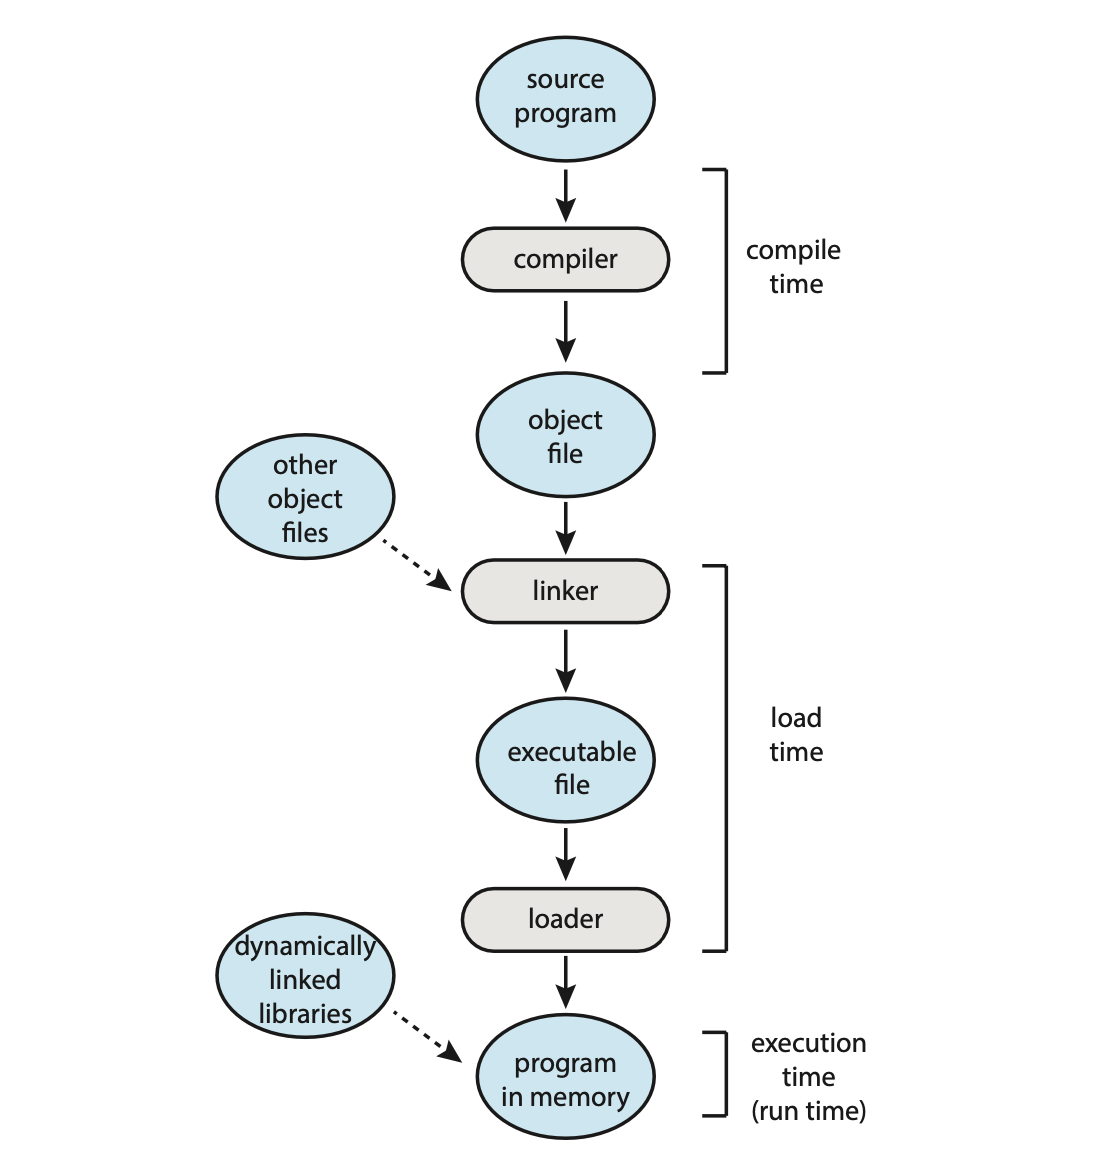 source
program
compiler
compile
time
object
file
other
object
files
linker
load
time
executable
file
loader
dynamically
linked
libraries
program
in memory
execution
time
(run time)